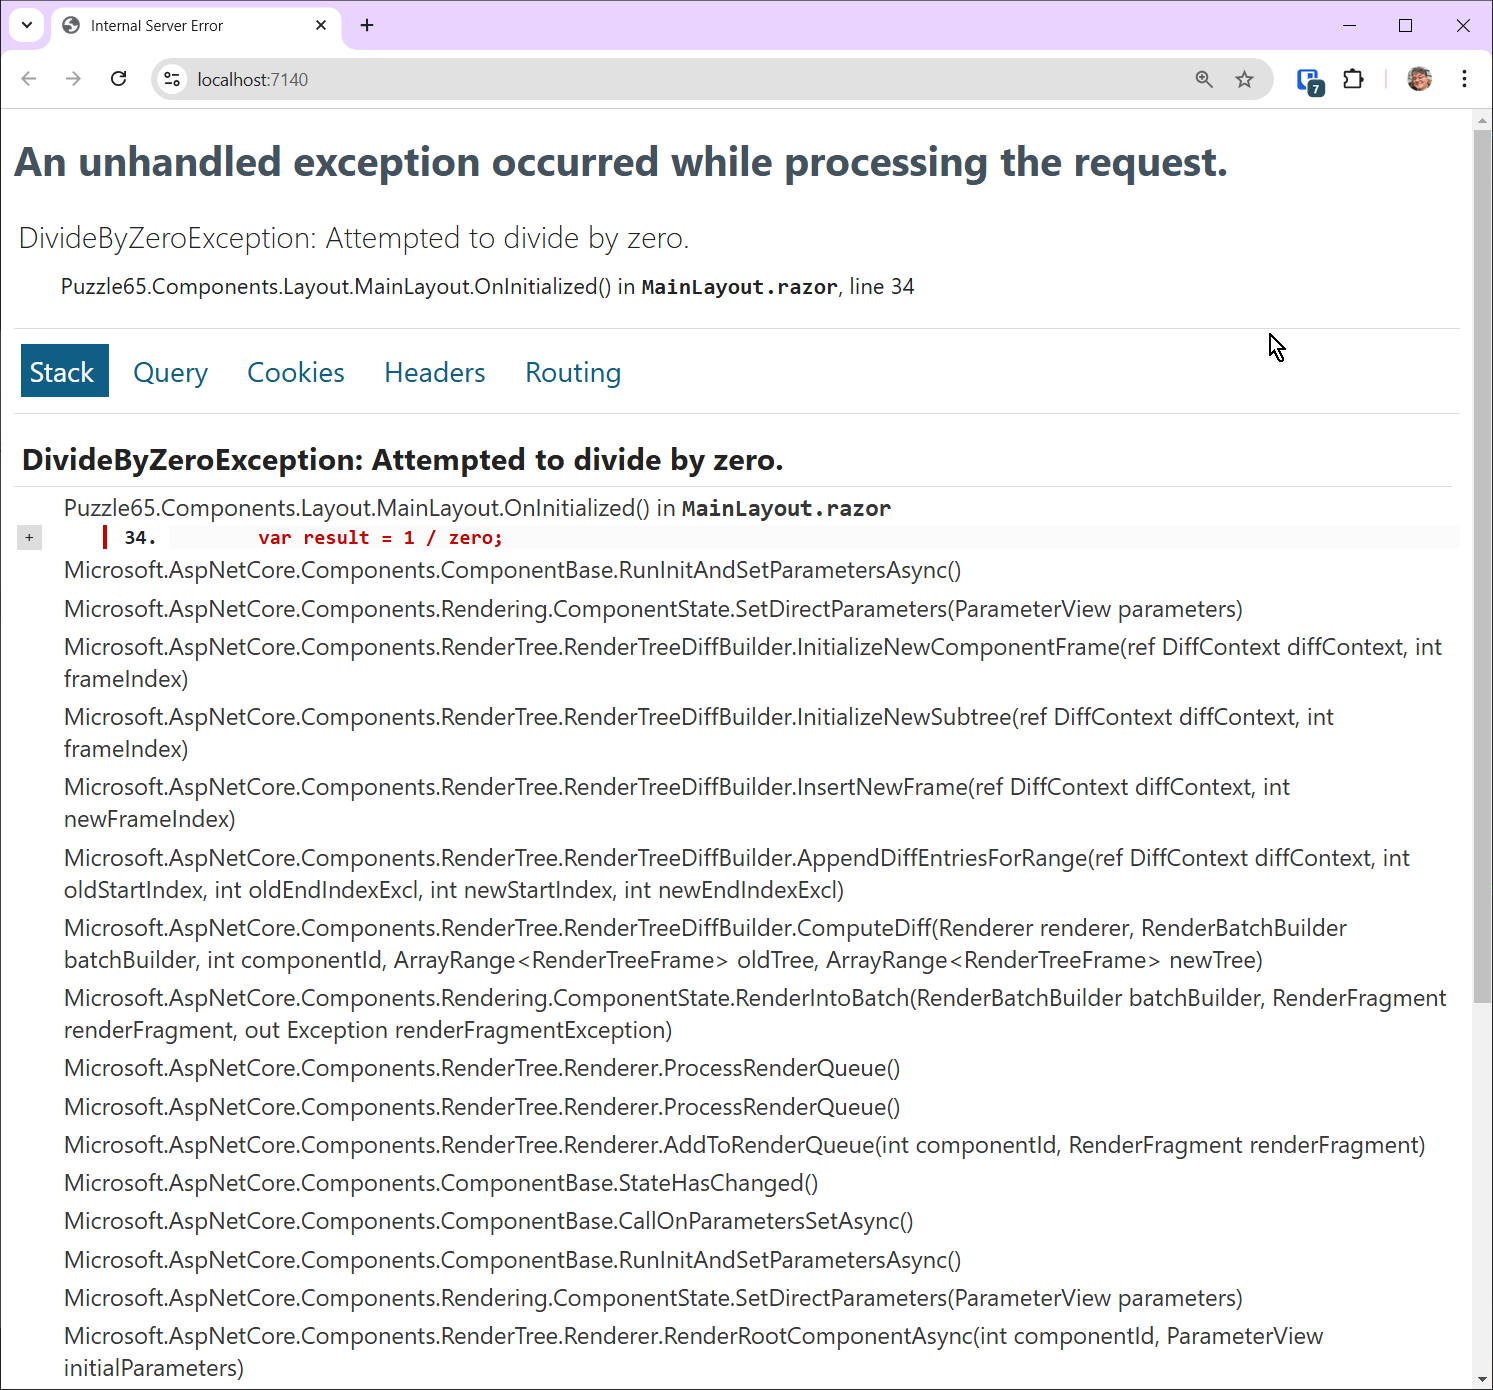 Internal Server Error
localhost:7140
7
An unhandled exception occurred while processing the request.
DivideByZeroException: Attempted to divide by zero.
Puzzle65.Components.Layout.MainLayout.OnInitialized() in MainLayout.razor, line 34
Stack Query Cookies Headers Routing
DivideByZeroException: Attempted to divide by zero.
Puzzle65.Components.Layout.MainLayout.OnInitialized() in MainLayout.razor
+ 34. var result = 1 / zero;
Microsoft.AspNetCore.Components.ComponentBase.RunInitAndSetParametersAsync()
Microsoft.AspNetCore.Components.Rendering.ComponentState.SetDirectParameters(ParameterView parameters)
Microsoft.AspNetCore.Components.RenderTree.RenderTreeDiffBuilder.InitializeNewComponentFrame(ref DiffContext diffContext, int
frameIndex)
Microsoft.AspNetCore.Components.RenderTree.RenderTreeDiffBuilder.InitializeNewSubtree(ref DiffContext diffContext, int
frameIndex)
Microsoft.AspNetCore.Components.RenderTree.RenderTreeDiffBuilder.InsertNewFrame(ref DiffContext diffContext, int
newFrameIndex)
Microsoft.AspNetCore.Components.RenderTree.RenderTreeDiffBuilder.AppendDiffEntriesForRange(ref DiffContext diffContext, int
oldStartIndex, int oldEndIndexExcl, int newStartIndex, int newEndIndexExcl)
Microsoft.AspNetCore.Components.RenderTree.RenderTreeDiffBuilder.ComputeDiff(Renderer renderer, RenderBatchBuilder
batchBuilder, int componentId, ArrayRange<RenderTreeFrame> oldTree, ArrayRange<RenderTreeFrame> newTree)
Microsoft.AspNetCore.Components.Rendering.ComponentState.RenderIntoBatch(RenderBatchBuilder batchBuilder, RenderFragment
renderFragment, out Exception renderFragmentException)
Microsoft.AspNetCore.Components.RenderTree.Renderer.ProcessRenderQueue()
Microsoft.AspNetCore.Components.RenderTree.Renderer.ProcessRenderQueue()
Microsoft.AspNetCore.Components.RenderTree.Renderer.AddToRenderQueue(int componentId, RenderFragment renderFragment)
Microsoft.AspNetCore.Components.ComponentBase.StateHasChanged()
Microsoft.AspNetCore.Components.ComponentBase.CallOnParametersSetAsync()
Microsoft.AspNetCore.Components.ComponentBase.RunInitAndSetParametersAsync()
Microsoft.AspNetCore.Components.Rendering.ComponentState.SetDirectParameters(ParameterView parameters)
Microsoft.AspNetCore.Components.RenderTree.Renderer.RenderRootComponentAsync(int componentId, ParameterView
initialParameters)